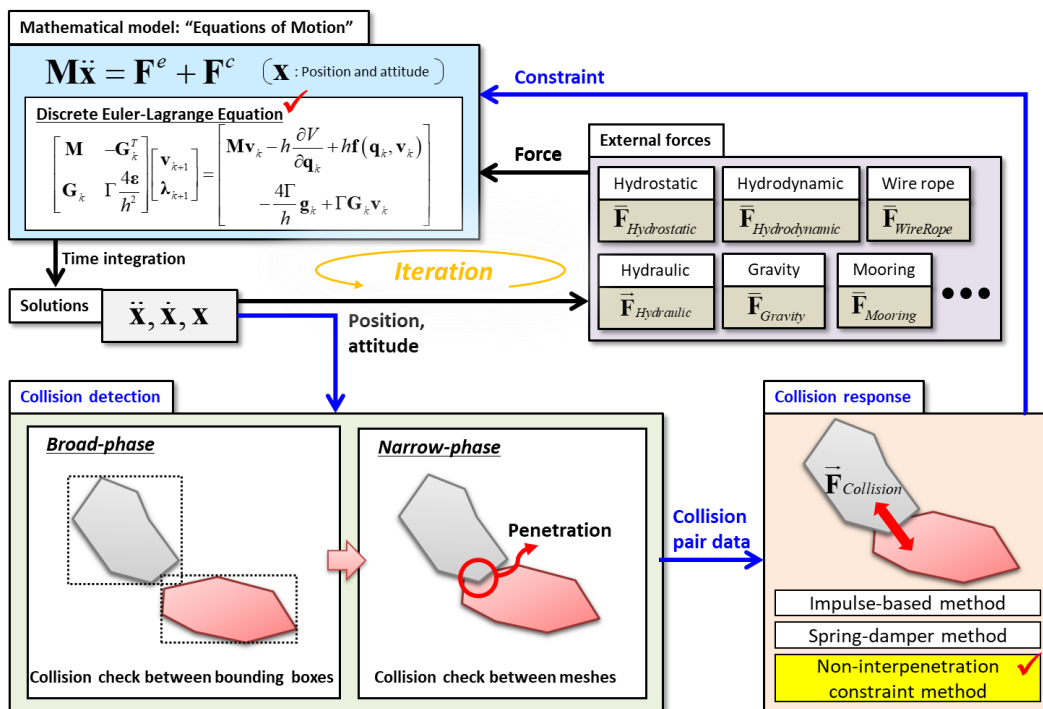 Mathematical model: “Equations of Motion”
Mẍ = F^e + F^c (x : Position and attitude)
Discrete Euler-Lagrange Equation
[M −G_k^T; G_k Γ 4ε/h²] [v_{k+1}; λ_{k+1}] = [Mv_k − h ∂V/∂q_k + hf(q_k, v_k); −4Γ/h g_k + ΓG_k v_k]
Constraint
Force
External forces
Hydrostatic Hydrodynamic Wire rope
F̄_Hydrostatic F̄_Hydrodynamic F̄_WireRope
Hydraulic Gravity Mooring
F⃗_Hydraulic F̄_Gravity F̄_Mooring
Time integration
Iteration
Solutions
ẍ, ẋ, x
Position,
attitude
Collision detection
Broad-phase
Collision check between bounding boxes
Narrow-phase
Penetration
Collision check between meshes
Collision
pair data
Collision response
F⃗_Collision
Impulse-based method
Spring-damper method
Non-interpenetration
constraint method